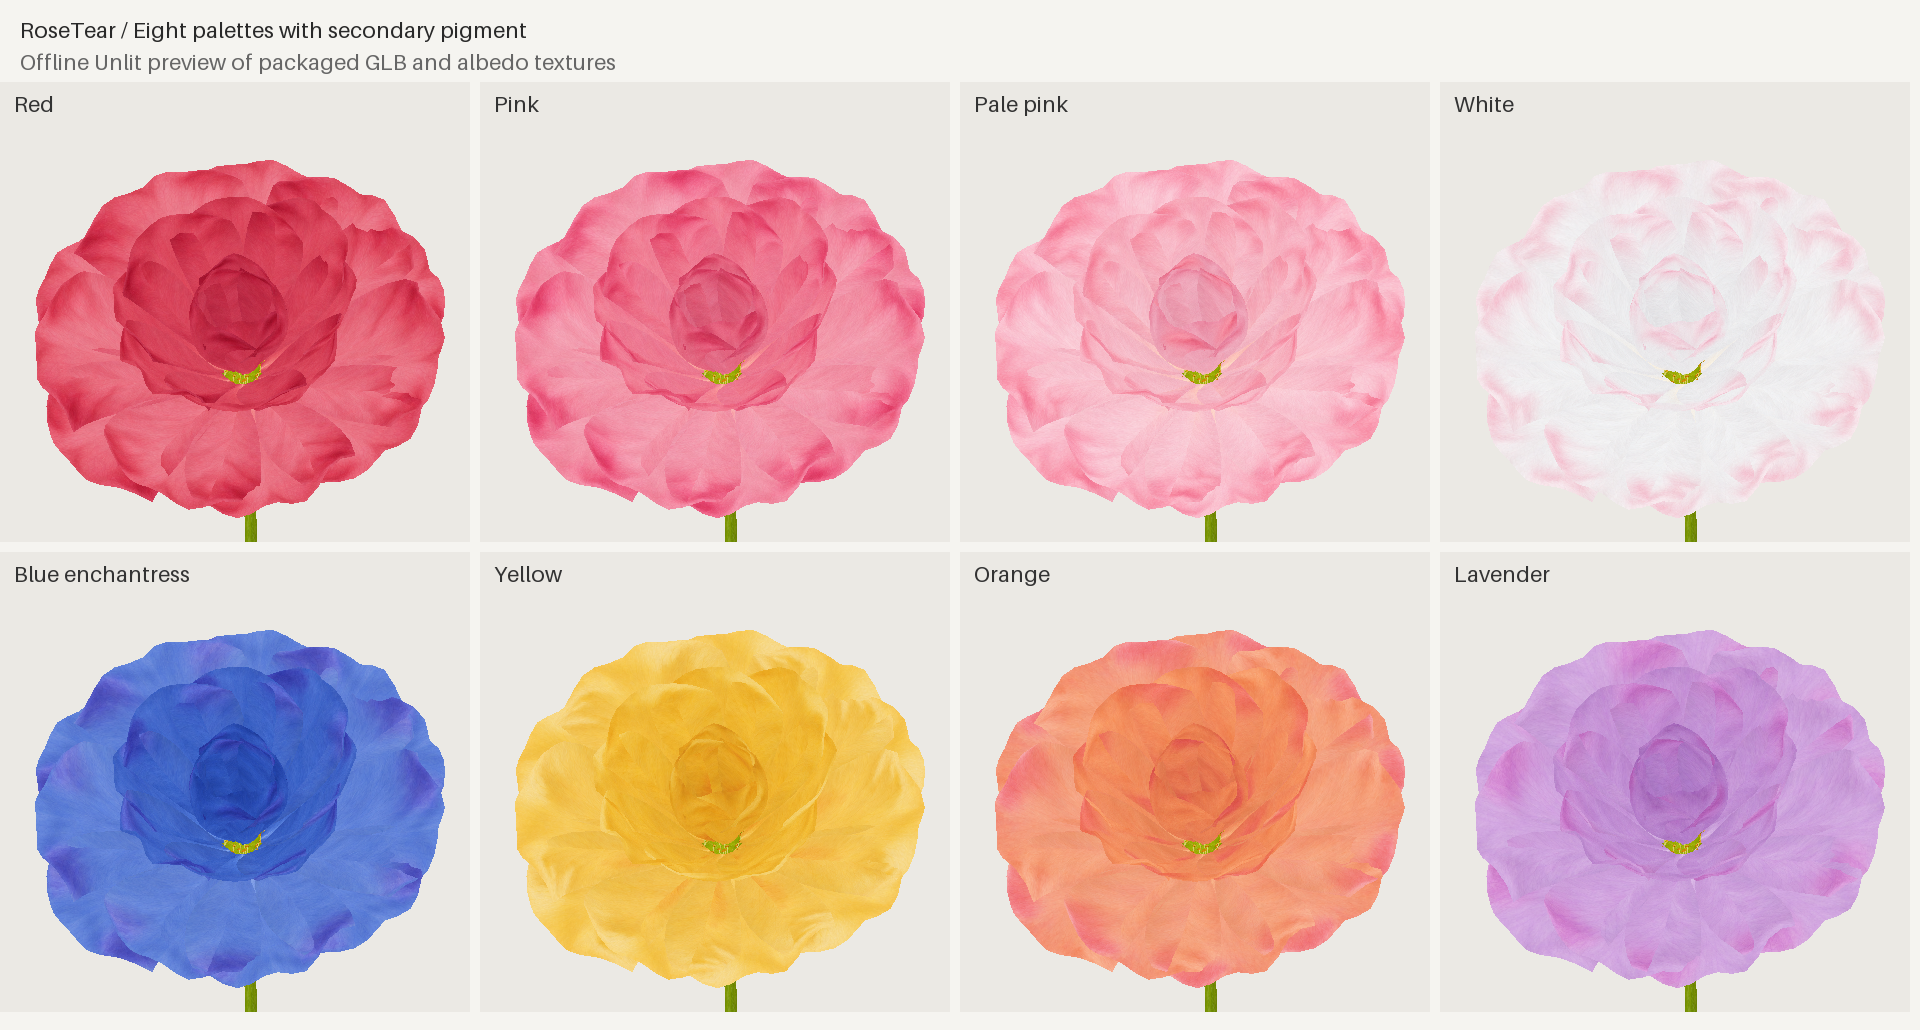 RoseTear / Eight palettes with secondary pigment
Offline Unlit preview of packaged GLB and albedo textures
Red
Pink
Pale pink
White
Blue enchantress
Yellow
Orange
Lavender